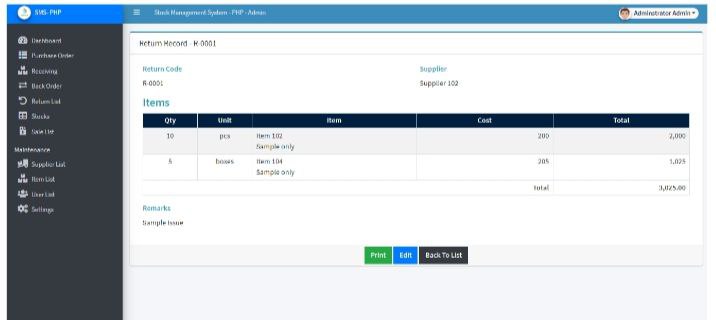 SMS- PHP
Stock Management System - PHP - Admin
Adminstrator Admin
Dashboard
Purchase Order
Receiving
Back Order
Return List
Stocks
Sale List
Maintenance
Supplier List
Item List
User List
Settings
Return Record - R-0001
Return Code
Supplier
R-0001
Supplier 102
Items
Qty Unit Item Cost Total
10 pcs Item 102 200 2,000
Sample only
5 boxes Item 104 205 1,025
Sample only
Total 3,025.00
Remarks
Sample Issue
Print Edit Back To List